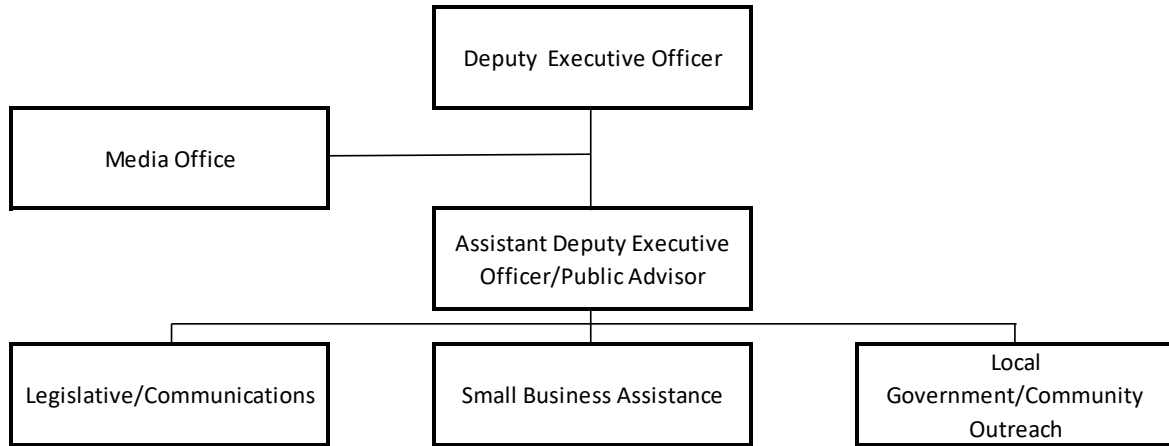 Deputy  Executive Officer
Media Office
Assistant Deputy Executive
Officer/Public Advisor
Legislative/Communications
Small Business Assistance
Local
Government/Community
Outreach